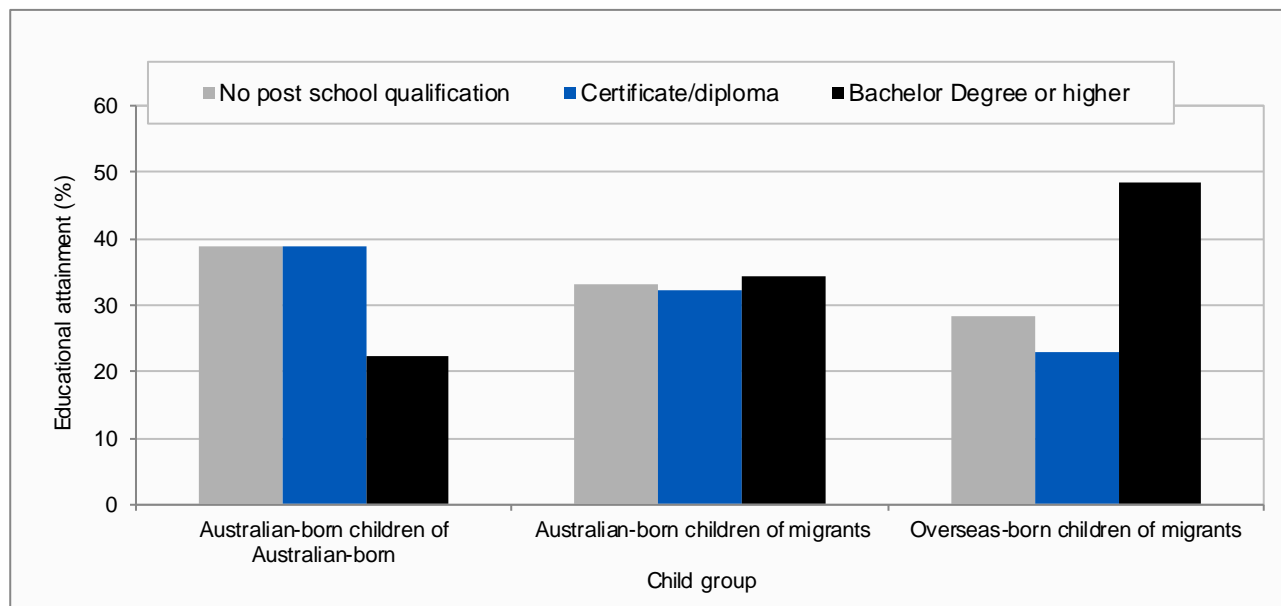 No post school qualification Certificate/diploma Bachelor Degree or higher
Educational attainment (%)
60
50
40
30
20
10
0
Australian-born children of
Australian-born
Australian-born children of migrants
Overseas-born children of migrants
Child group